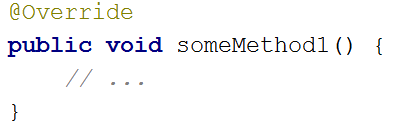 @Override
public void someMethod1() {
    // ...
}